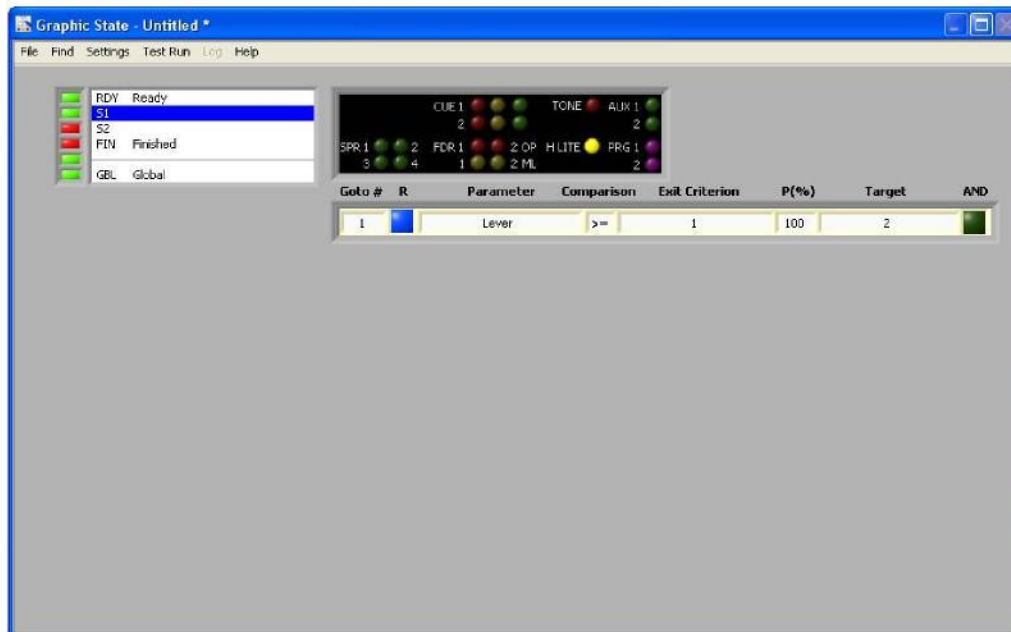 Graphic State - Untitled *
File Find Settings Test Run Log Help
RDY Ready
S1
S2
FIN Finished
GBL Global
CUE 1 TONE AUX 1
2 2
SPR 1 2 FDR 1 2 OP H LITE PRG 1
3 4 1 2 ML 2
Goto # R Parameter Comparison Exit Criterion P(%) Target AND
1 Lever >= 1 100 2